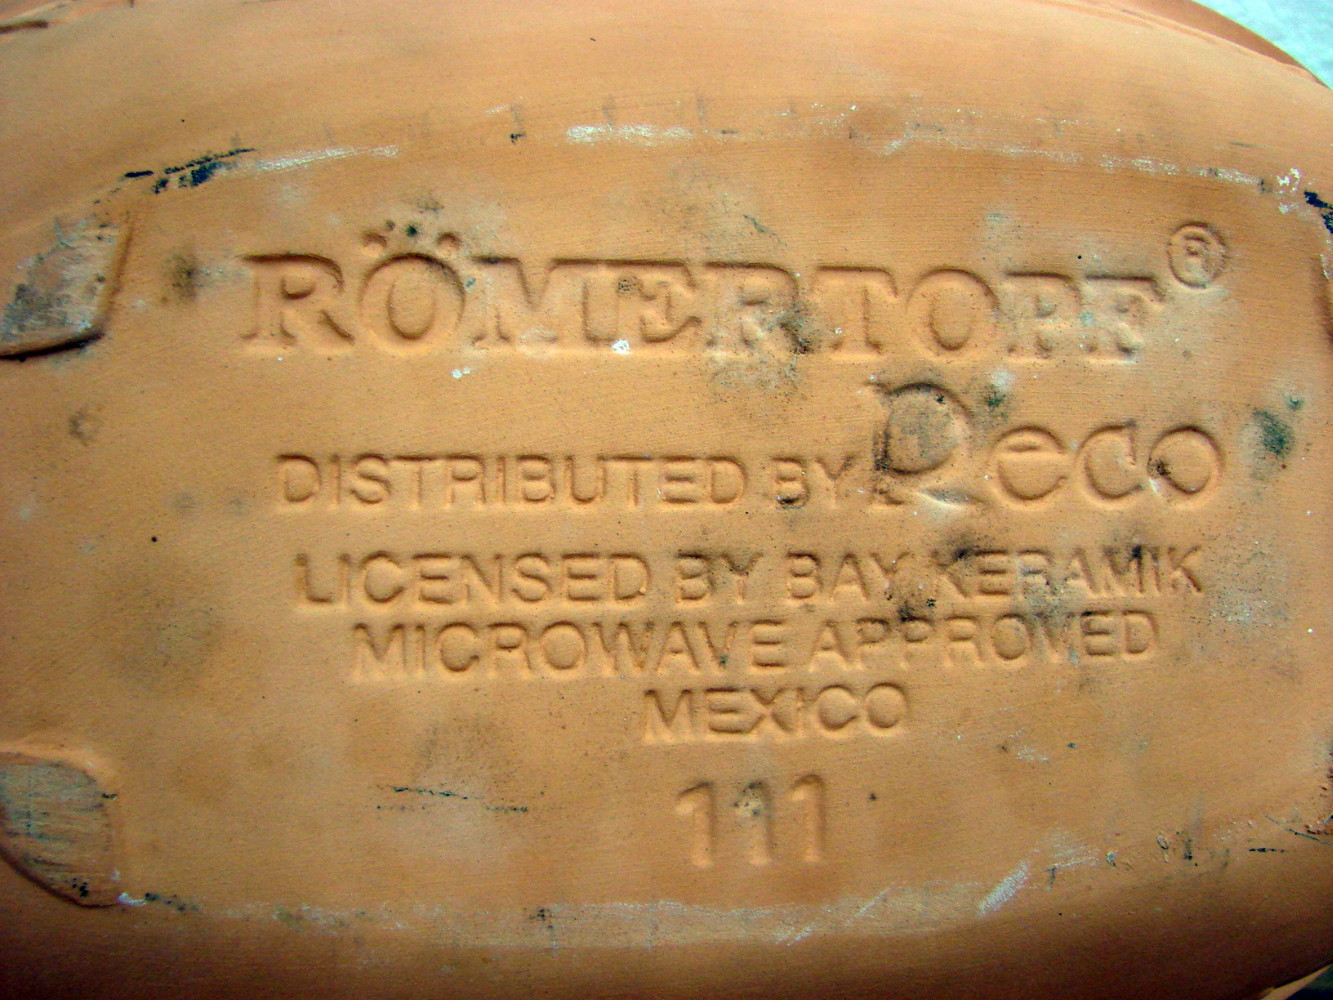 RÖMERTOPF®
DISTRIBUTED BY Reco
LICENSED BY BAY KERAMIK
MICROWAVE APPROVED
MEXICO
111